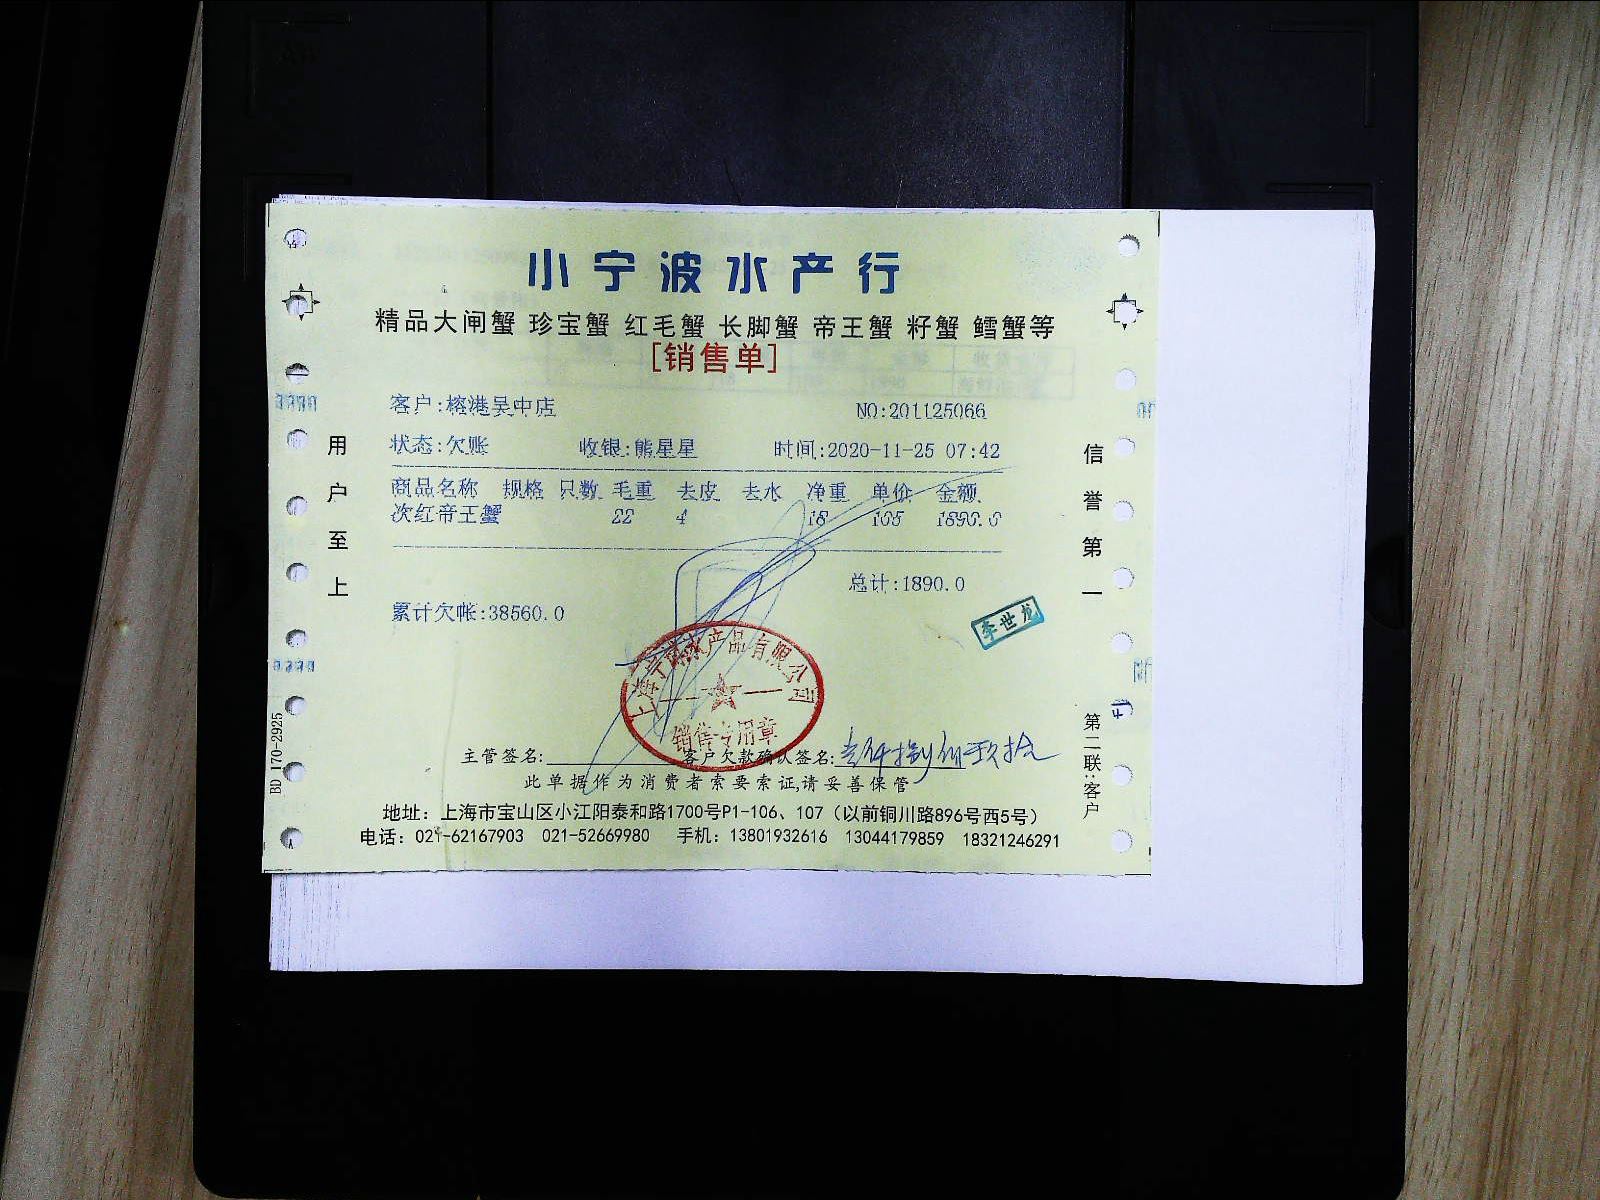 小宁波水产行
精品大闸蟹 珍宝蟹 红毛蟹 长脚蟹 帝王蟹 籽蟹 鳕蟹等
[销售单]
客户:榕港吴中店 NO:201125066
状态:欠账 收银:熊星星 时间:2020-11-25 07:42
商品名称 规格 只数 毛重 去皮 去水 净重 单价 金额
次红帝王蟹 22 4 18 105 1890.0
总计:1890.0
累计欠帐:38560.0
李世龙
销售专用章
主管签名: 客户欠款确认签名:
此单据作为消费者索要索证,请妥善保管
地址：上海市宝山区小江阳泰和路1700号P1-106、107（以前铜川路896号西5号）
电话：021-62167903 021-52669980 手机：13801932616 13044179859 18321246291
用户至上
信誉第一
第二联:客户
BD 170-2925